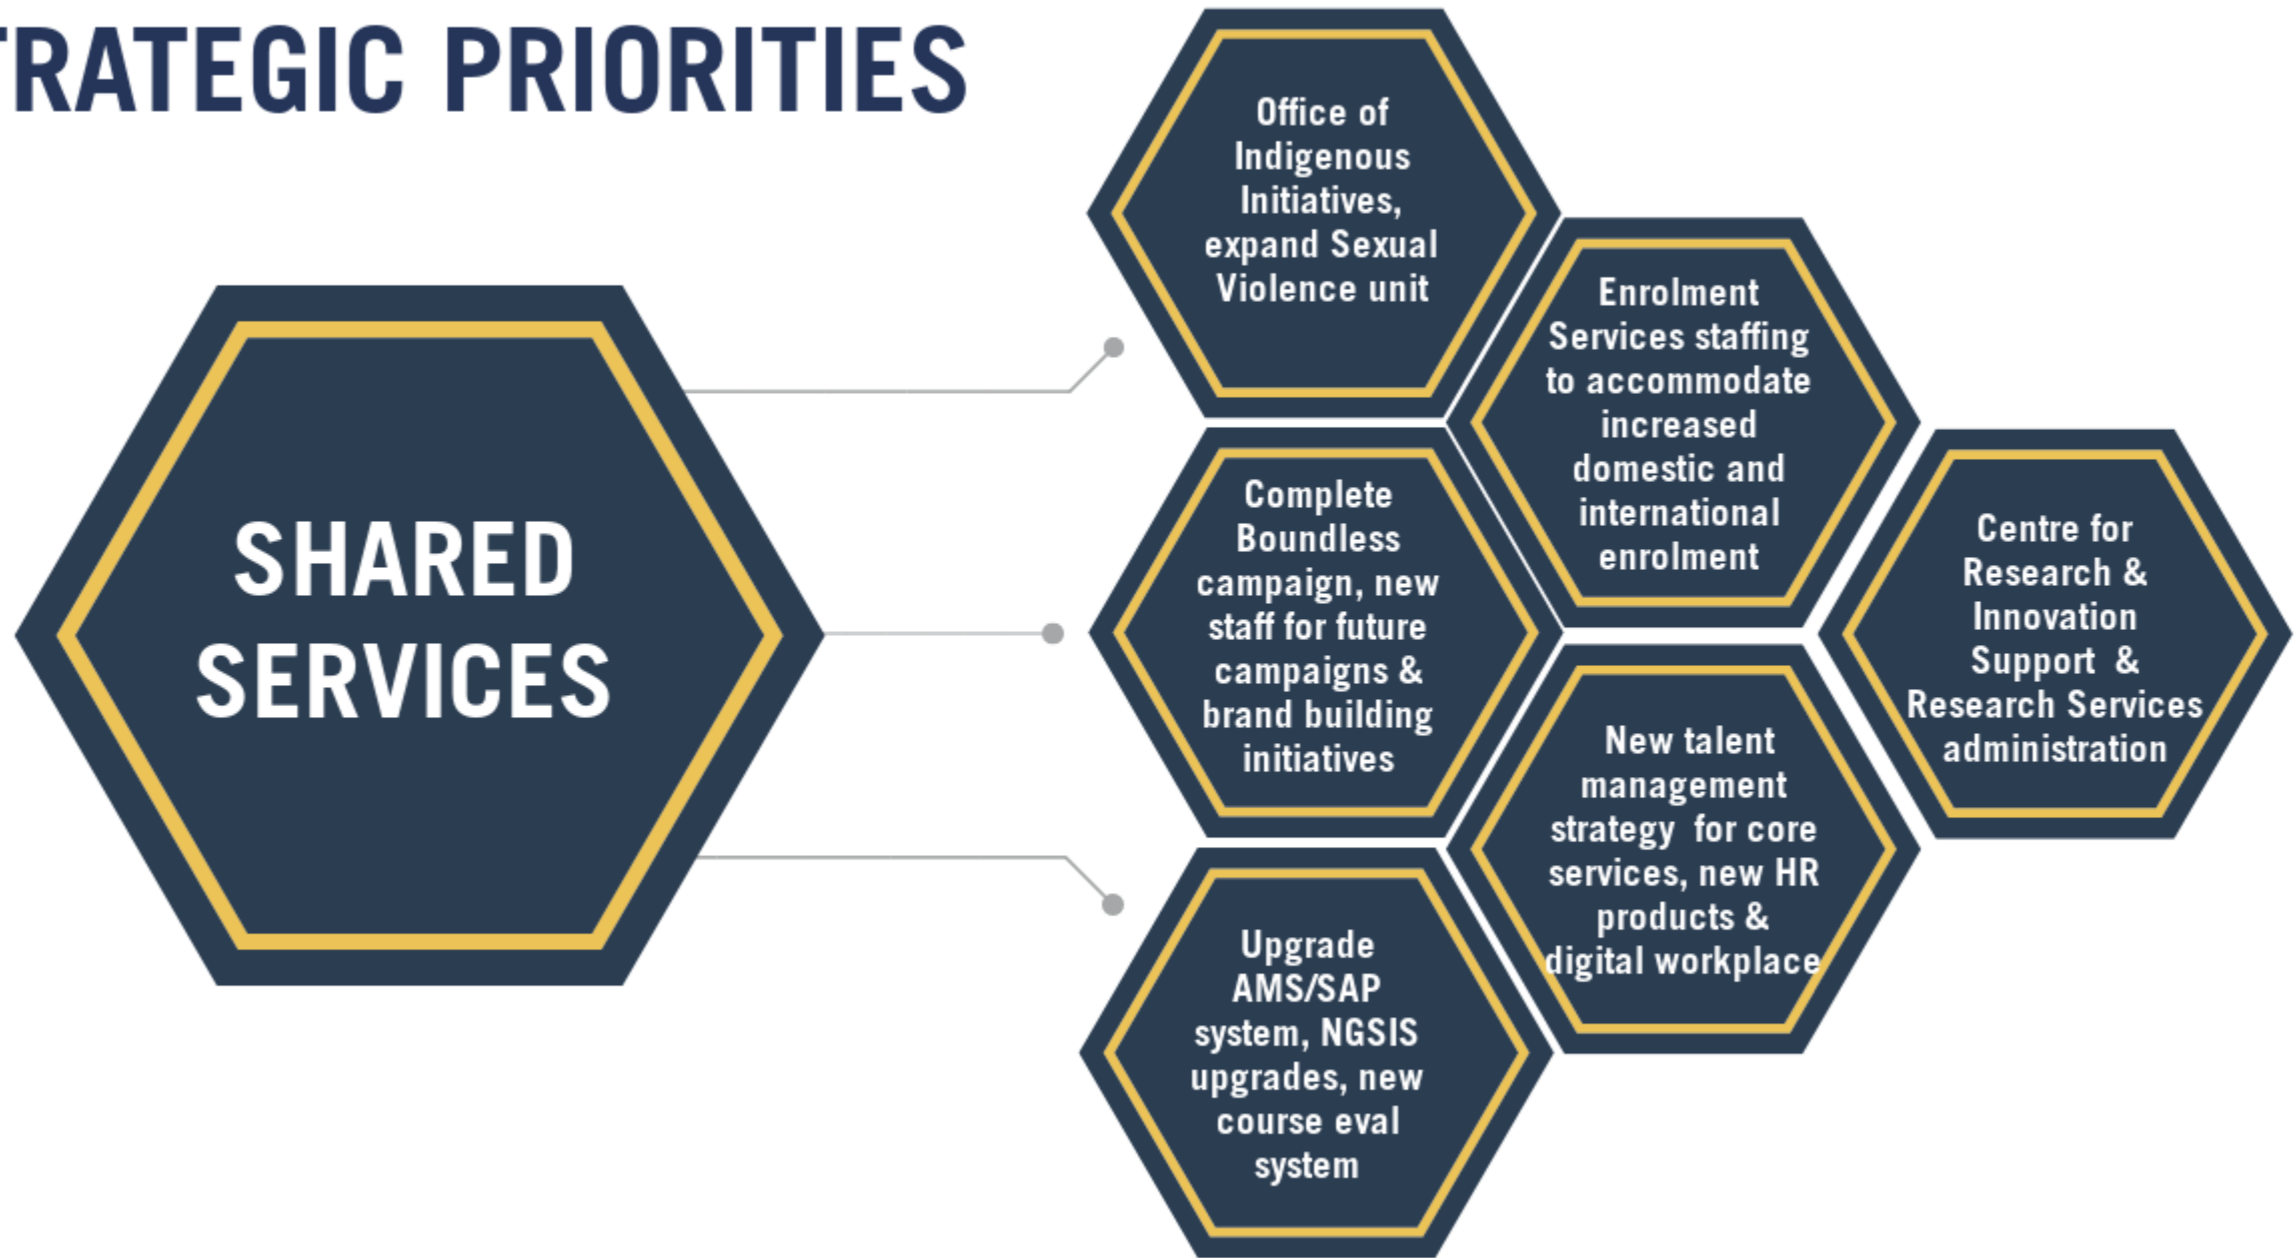 TRATEGIC PRIORITIES
SHARED
SERVICES
Office of
Indigenous
Initiatives,
expand Sexual
Violence unit
Enrolment
Services staffing
to accommodate
increased
domestic and
international
enrolment
Complete
Boundless
campaign, new
staff for future
campaigns &
brand building
initiatives
Centre for
Research &
Innovation
Support &
Research Services
administration
New talent
management
strategy for core
services, new HR
products &
digital workplace
Upgrade
AMS/SAP
system, NGSIS
upgrades, new
course eval
system